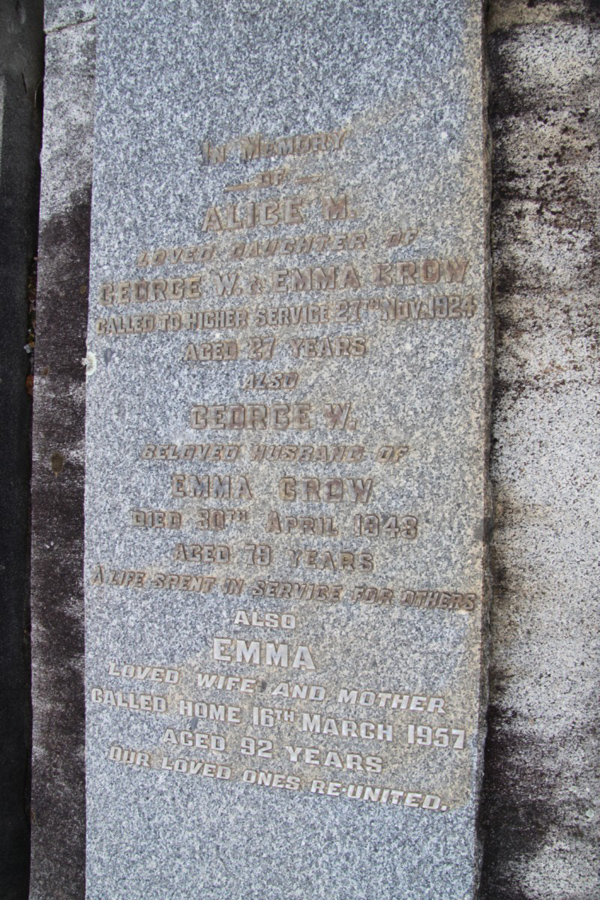 IN MEMORY
OF
ALICE M.
LOVED DAUGHTER OF
GEORGE W. & EMMA CROW
CALLED TO HIGHER SERVICE 27TH NOV. 1924
AGED 27 YEARS
ALSO
GEORGE W.
BELOVED HUSBAND OF
EMMA CROW
DIED 30TH APRIL 1948
AGED 79 YEARS
A LIFE SPENT IN SERVICE FOR OTHERS
ALSO
EMMA
LOVED WIFE AND MOTHER
CALLED HOME 16TH MARCH 1957
AGED 92 YEARS
OUR LOVED ONES RE-UNITED.